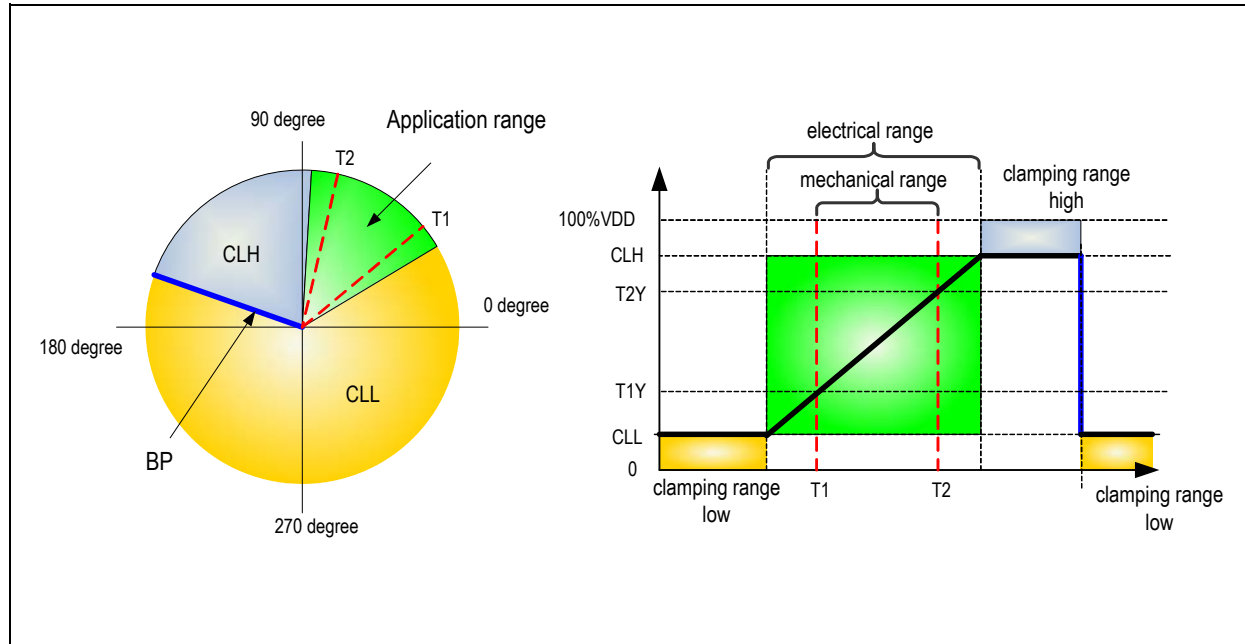 90 degree
Application range
T2
T1
CLH
0 degree
180 degree
CLL
BP
270 degree
electrical range
mechanical range
clamping range
high
100%VDD
CLH
T2Y
T1Y
CLL
0
clamping range
low
T1
T2
clamping range
low